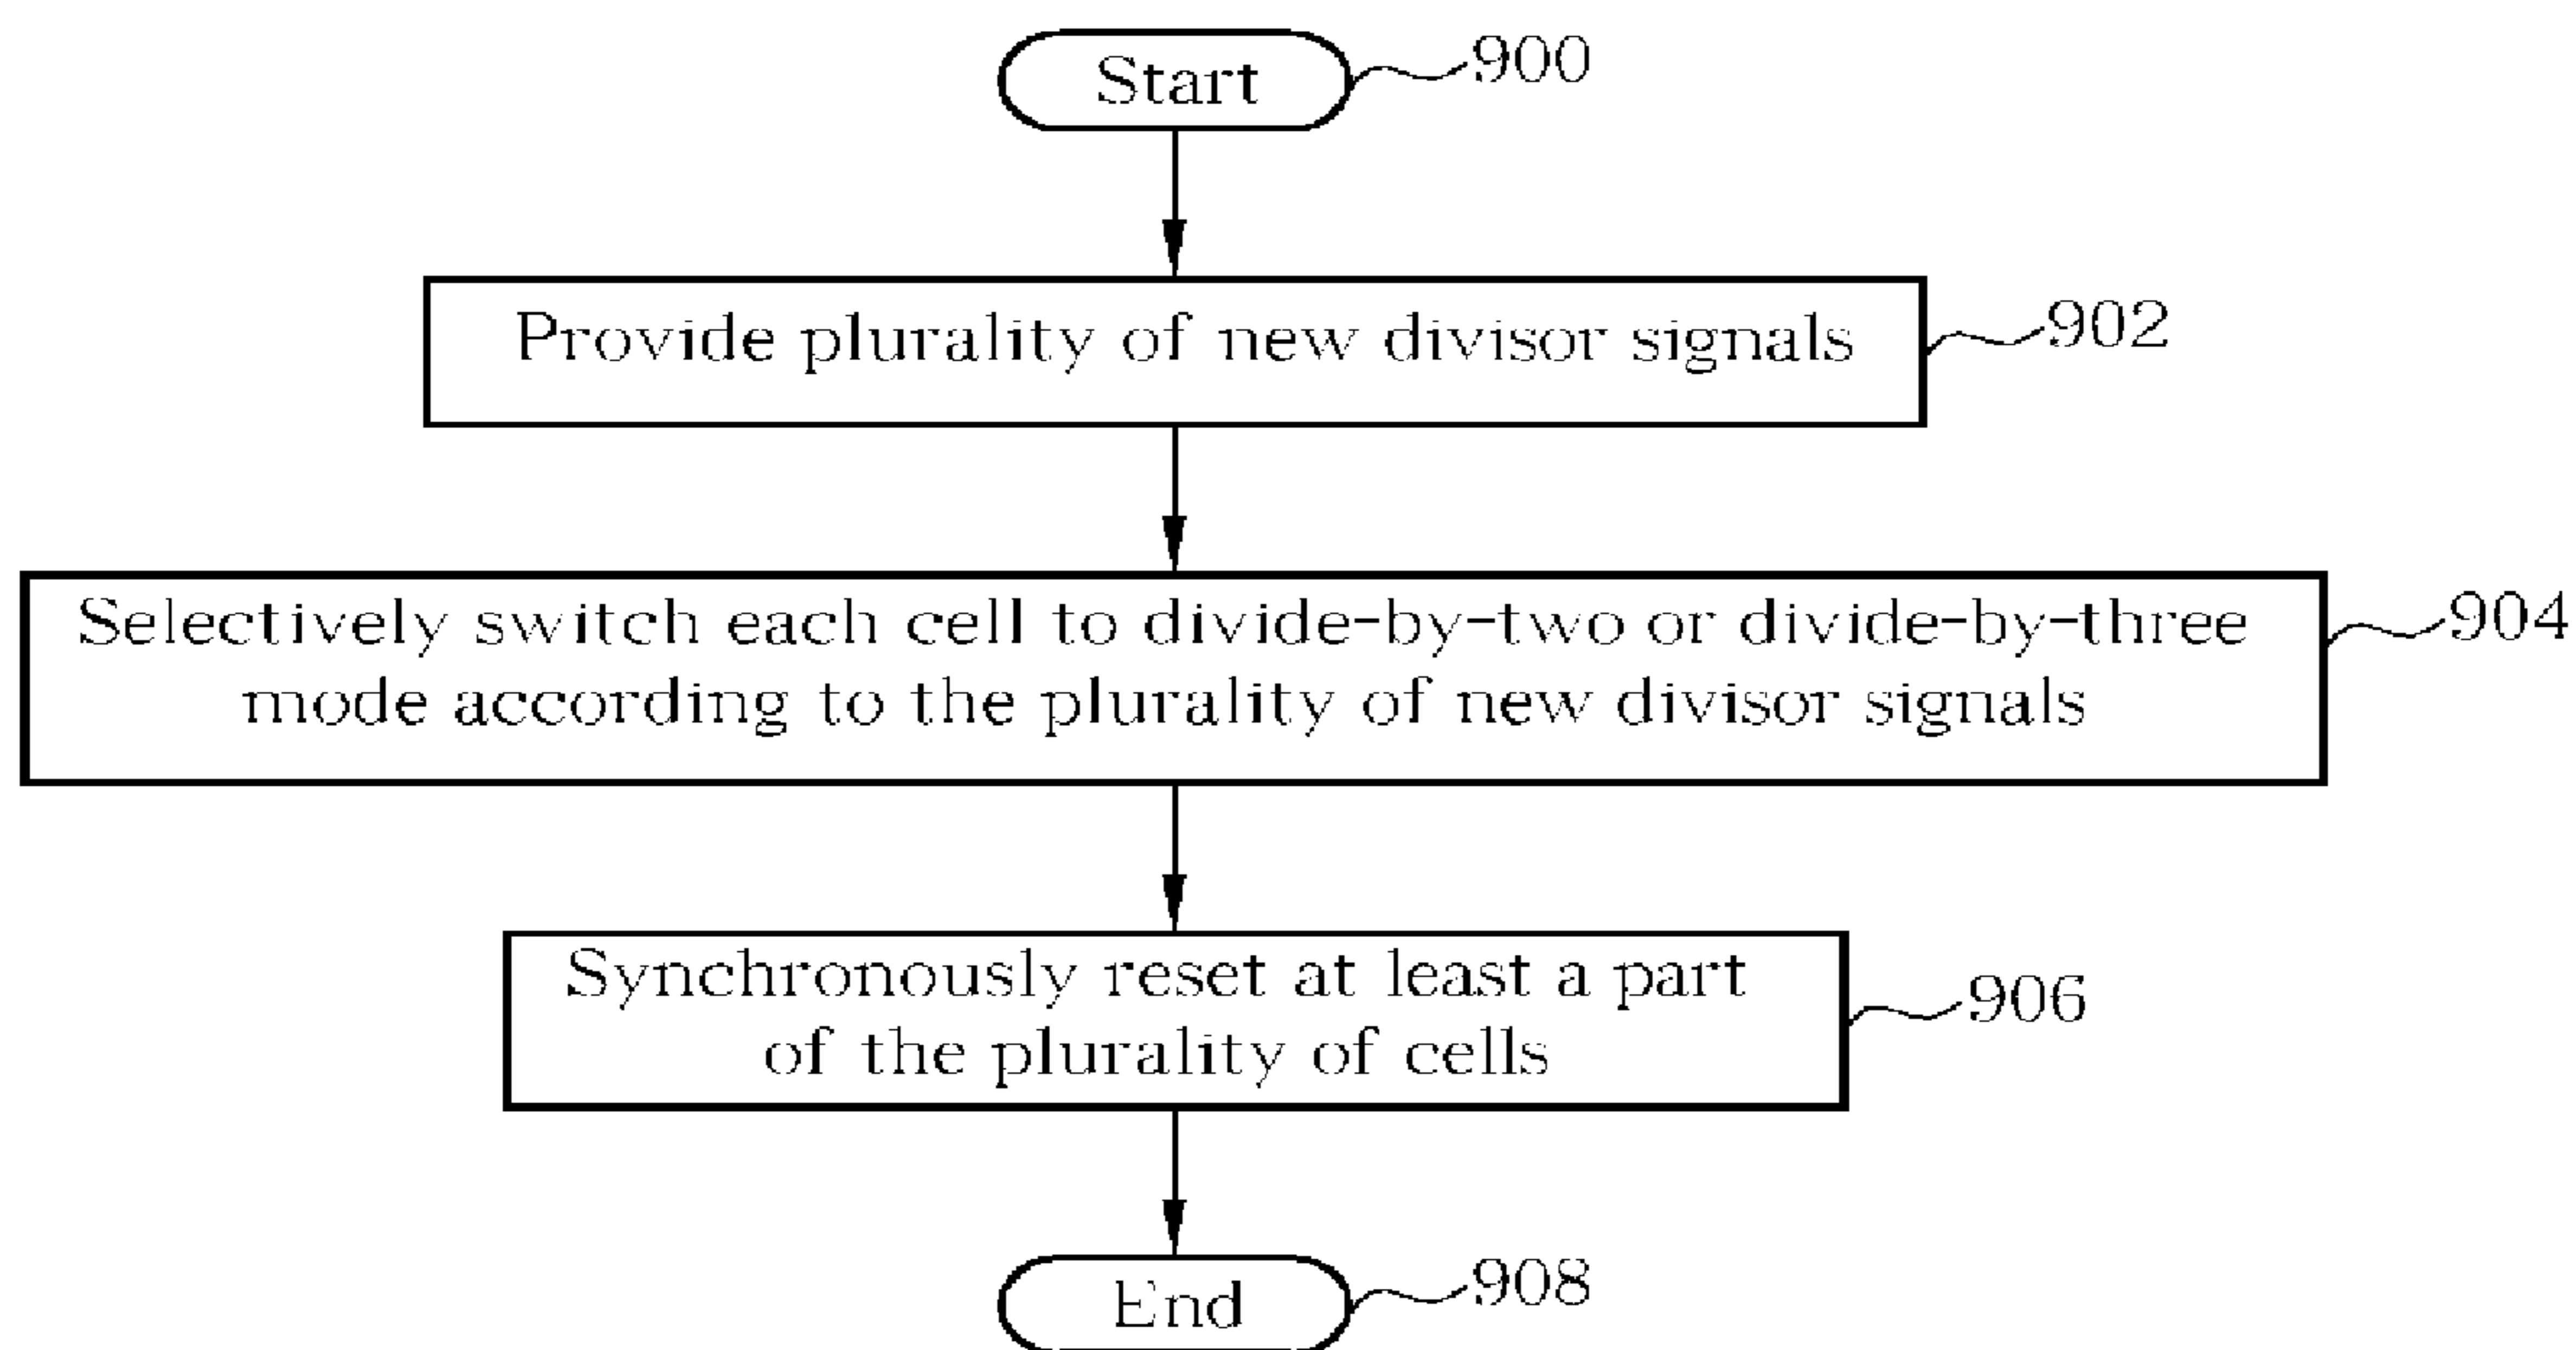 Start
900
Provide plurality of new divisor signals
902
Selectively switch each cell to divide-by-two or divide-by-three
mode according to the plurality of new divisor signals
904
Synchronously reset at least a part
of the plurality of cells
906
End
908